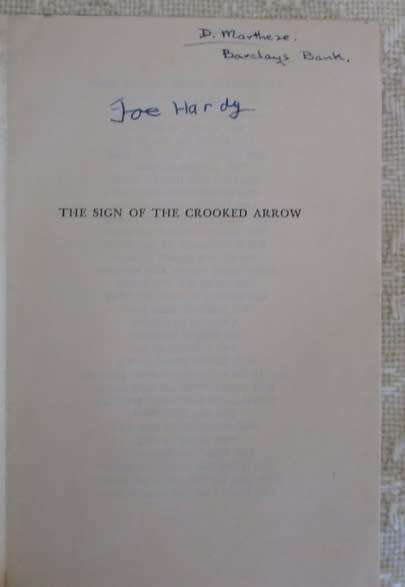 D. Martheze.
Barclays Bank.
Joe Hardy
THE SIGN OF THE CROOKED ARROW